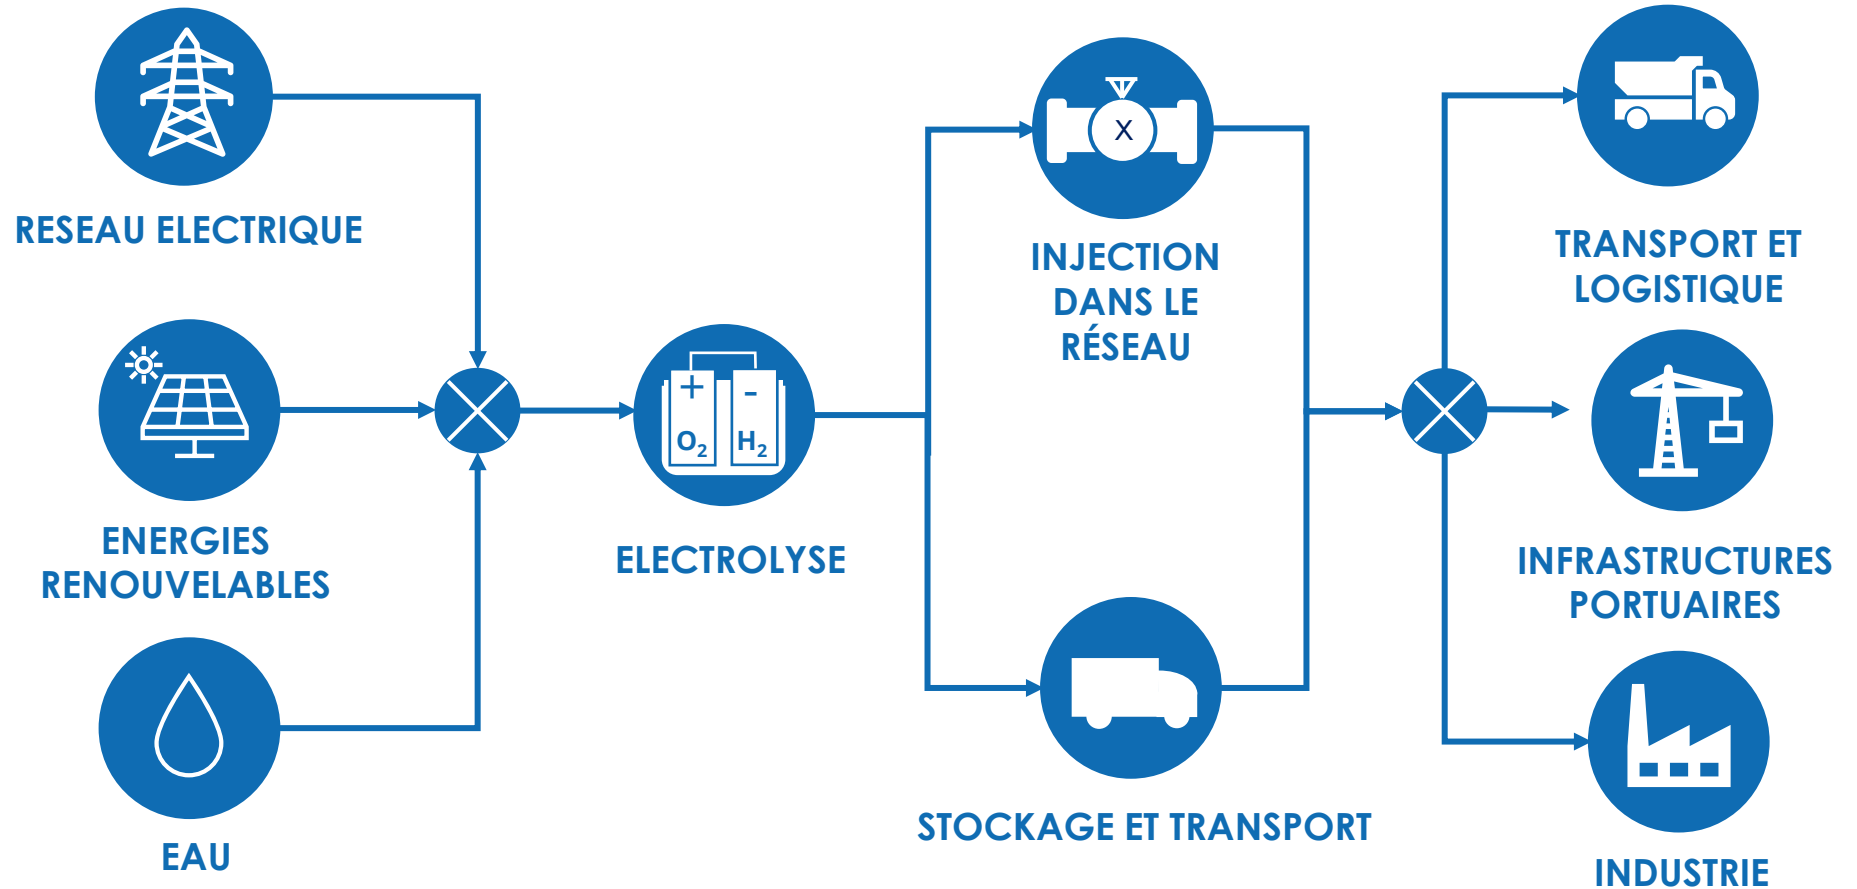 RESEAU ELECTRIQUE
ENERGIES
RENOUVELABLES
EAU
+
-
O₂
H₂
ELECTROLYSE
X
INJECTION
DANS LE
RÉSEAU
STOCKAGE ET TRANSPORT
TRANSPORT ET
LOGISTIQUE
INFRASTRUCTURES
PORTUAIRES
INDUSTRIE